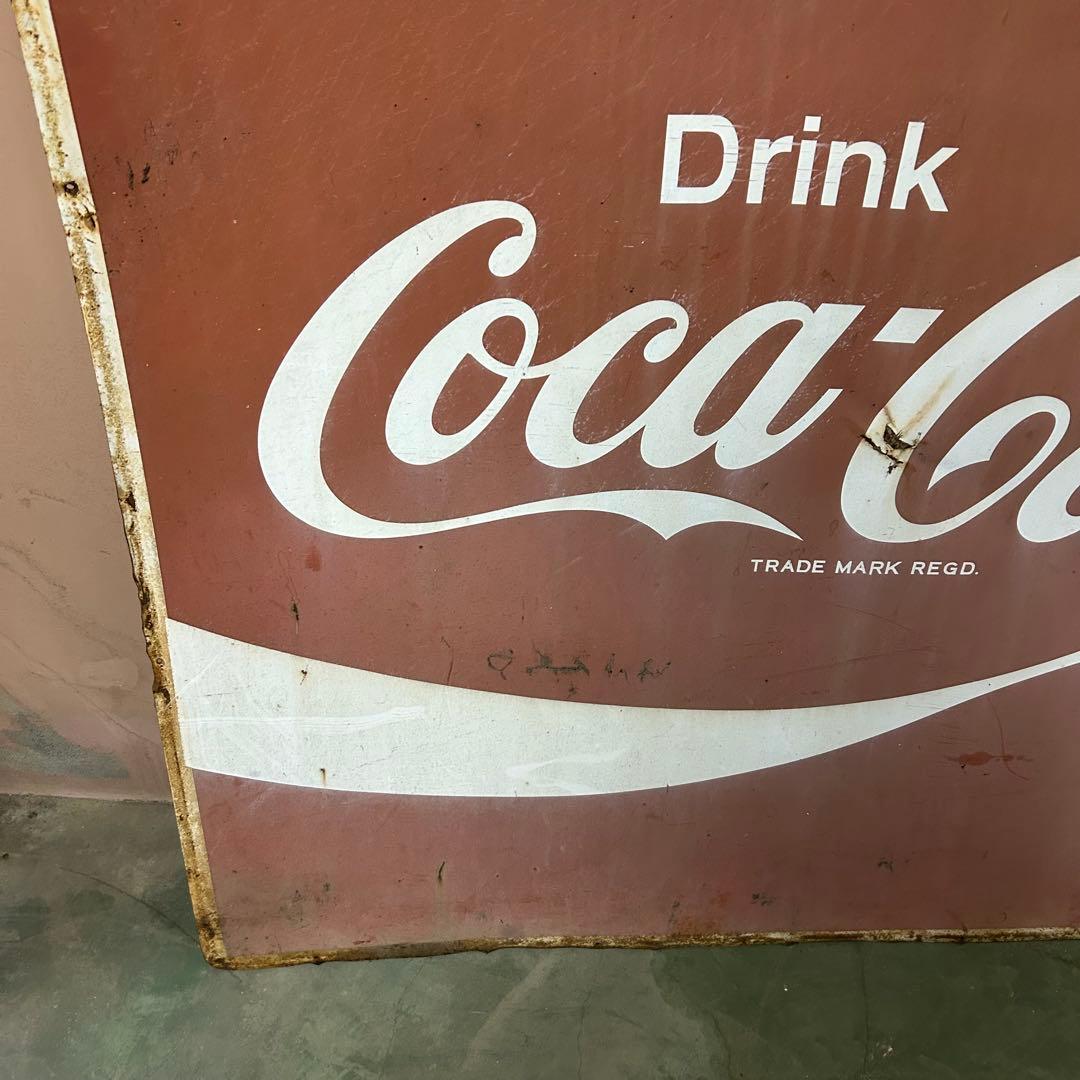 Drink
Coca-Co
TRADE MARK REGD.